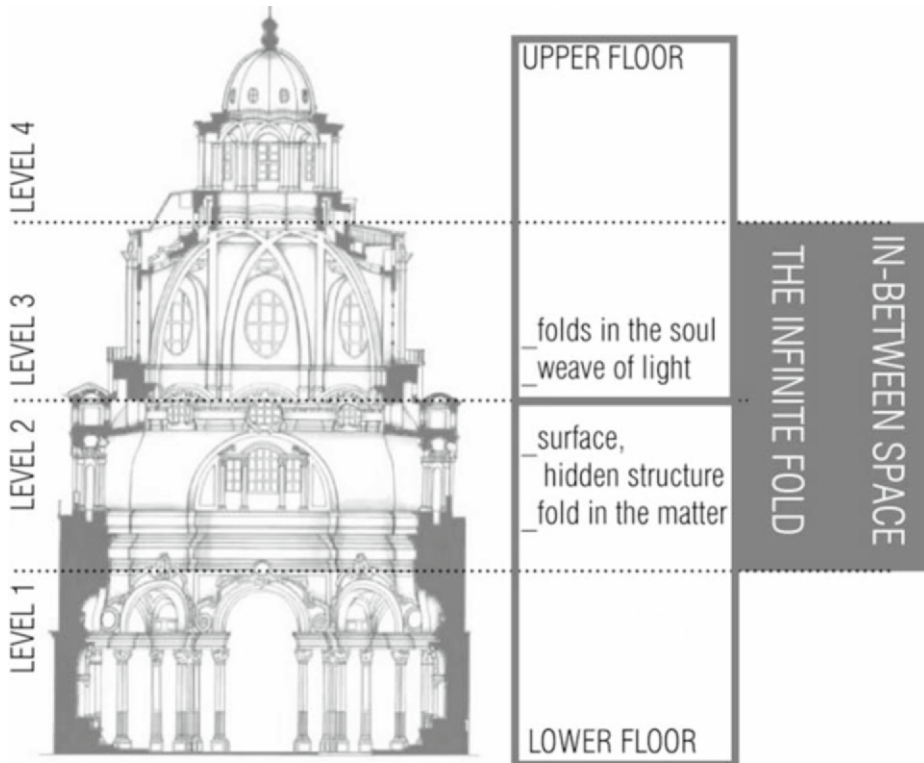 UPPER FLOOR
LEVEL 4
LEVEL 3
_folds in the soul
_weave of light
LEVEL 2
_surface,
hidden structure
_fold in the matter
LEVEL 1
LOWER FLOOR
THE INFINITE FOLD
IN-BETWEEN SPACE